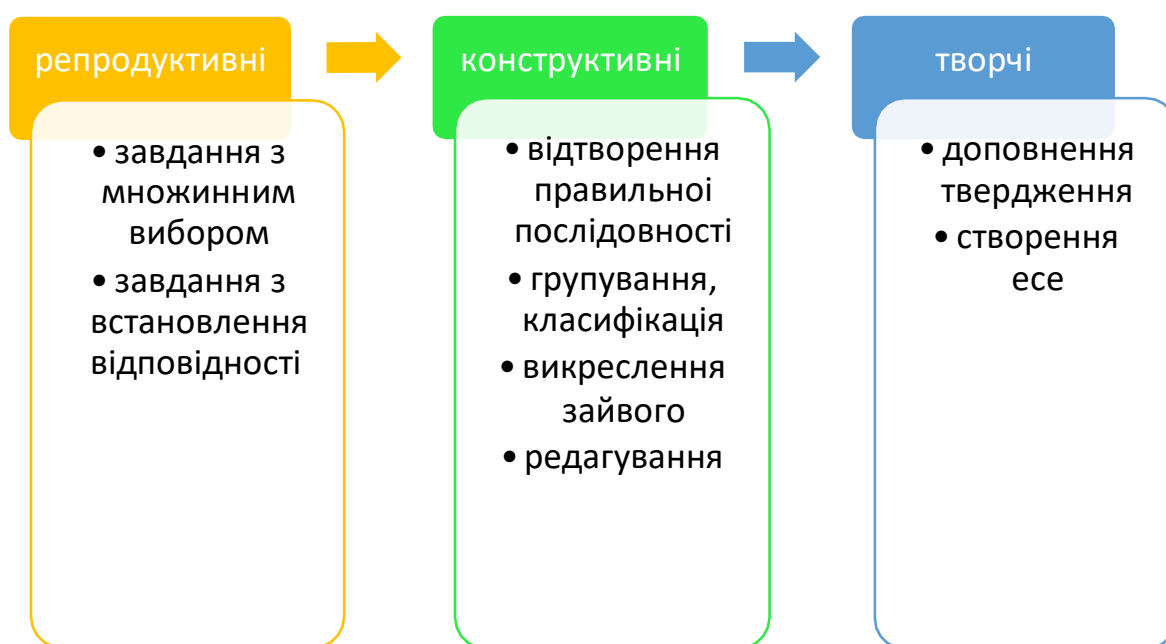 репродуктивні
• завдання з
множинним
вибором
• завдання з
встановлення
відповідності
конструктивні
• відтворення
правильної
послідовності
• групування,
класифікація
• викреслення
зайвого
• редагування
творчі
• доповнення
твердження
• створення
есе